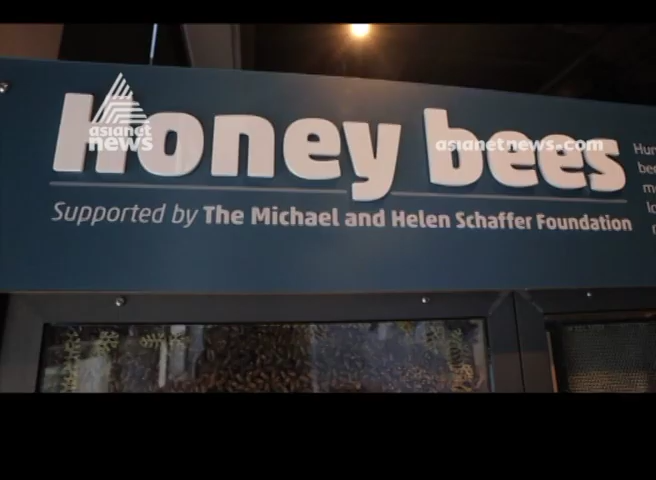 Honey bees
Supported by The Michael and Helen Schaffer Foundation
asianet
news
asianetnews.com